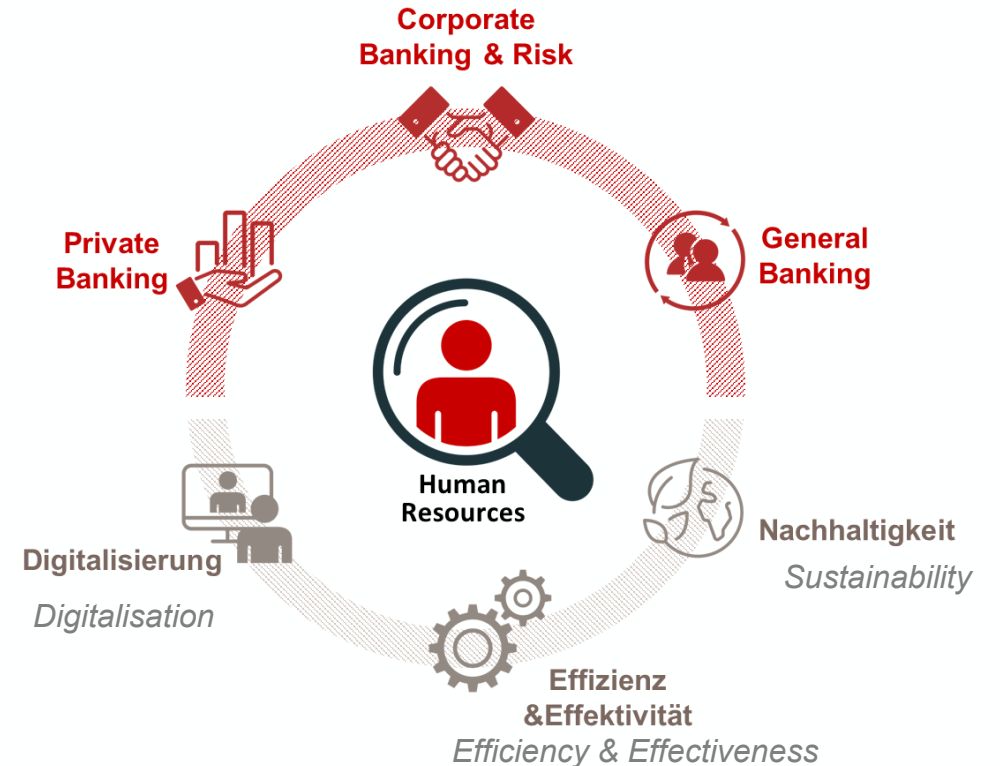 Corporate
Banking & Risk
Private
Banking
General
Banking
Human
Resources
Digitalisierung
Digitalisation
Nachhaltigkeit
Sustainability
Effizienz
&Effektivität
Efficiency & Effectiveness